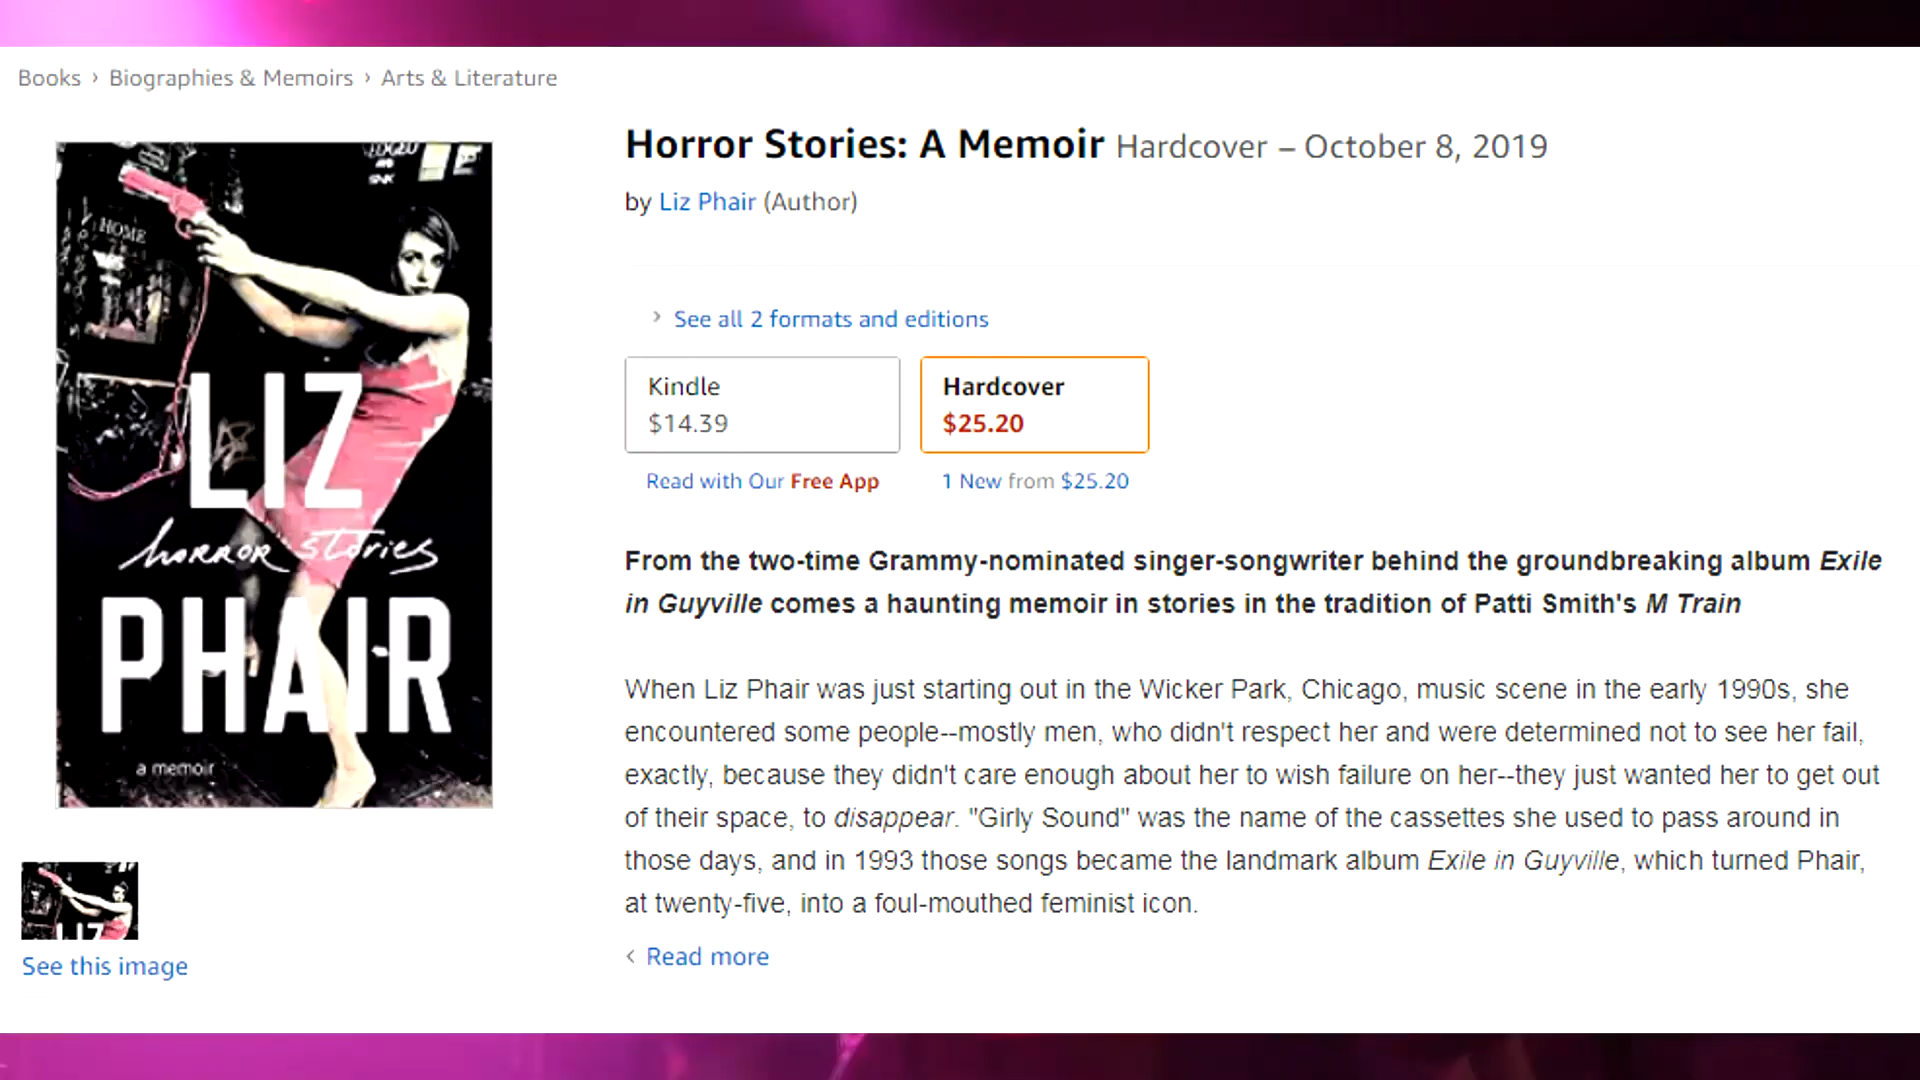 Books › Biographies & Memoirs › Arts & Literature
HOME
LIZ
horror stories
PHAIR
a memoir
LIZ
See this image
Horror Stories: A Memoir Hardcover – October 8, 2019
by Liz Phair (Author)
› See all 2 formats and editions
Kindle
$14.39
Read with Our Free App
Hardcover
$25.20
1 New from $25.20
From the two-time Grammy-nominated singer-songwriter behind the groundbreaking album Exile
in Guyville comes a haunting memoir in stories in the tradition of Patti Smith's M Train
When Liz Phair was just starting out in the Wicker Park, Chicago, music scene in the early 1990s, she
encountered some people--mostly men, who didn't respect her and were determined not to see her fail,
exactly, because they didn't care enough about her to wish failure on her--they just wanted her to get out
of their space, to disappear. "Girly Sound" was the name of the cassettes she used to pass around in
those days, and in 1993 those songs became the landmark album Exile in Guyville, which turned Phair,
at twenty-five, into a foul-mouthed feminist icon.
‹ Read more